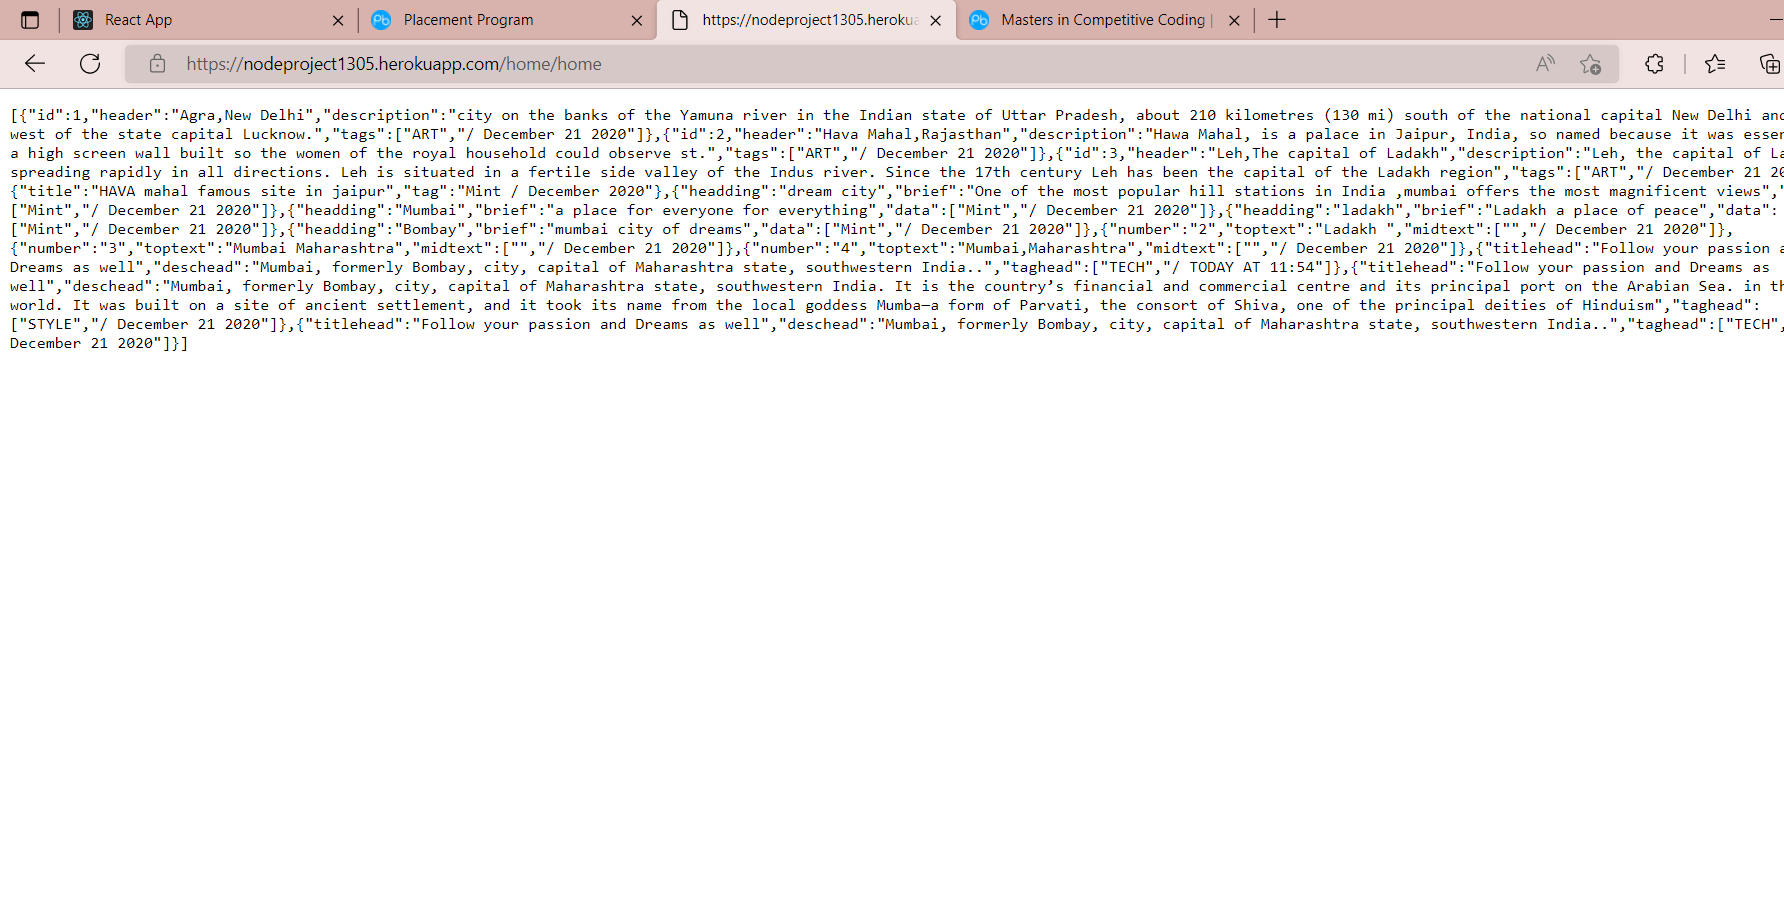 React App
Placement Program
https://nodeproject1305.heroku
Masters in Competitive Coding |
https://nodeproject1305.herokuapp.com/home/home
[{"id":1,"header":"Agra,New Delhi","description":"city on the banks of the Yamuna river in the Indian state of Uttar Pradesh, about 210 kilometres (130 mi) south of the national capital New Delhi and
west of the state capital Lucknow.","tags":["ART","/ December 21 2020"]},{"id":2,"header":"Hava Mahal,Rajasthan","description":"Hawa Mahal, is a palace in Jaipur, India, so named because it was
a high screen wall built so the women of the royal household could observe st.","tags":["ART","/ December 21 2020"]},{"id":3,"header":"Leh,The capital of Ladakh","description":"Leh, the capital of
spreading rapidly in all directions. Leh is situated in a fertile side valley of the Indus river. Since the 17th century Leh has been the capital of the Ladakh region","tags":["ART","/ December 21
{"title":"HAVA mahal famous site in jaipur","tag":"Mint / December 2020"},{"headding":"dream city","brief":"One of the most popular hill stations in India ,mumbai offers the most magnificent views","
["Mint","/ December 21 2020"]},{"headding":"Mumbai","brief":"a place for everyone for everything","data":["Mint","/ December 21 2020"]},{"headding":"ladakh","brief":"Ladakh a place of peace","data":
["Mint","/ December 21 2020"]},{"headding":"Bombay","brief":"mumbai city of dreams","data":["Mint","/ December 21 2020"]},{"number":"2","toptext":"Ladakh ","midtext":["","/ December 21 2020"]},
{"number":"3","toptext":"Mumbai Maharashtra","midtext":["","/ December 21 2020"]},{"number":"4","toptext":"Mumbai,Maharashtra","midtext":["","/ December 21 2020"]},{"titlehead":"Follow your passion
Dreams as well","deschead":"Mumbai, formerly Bombay, city, capital of Maharashtra state, southwestern India..","taghead":["TECH","/ TODAY AT 11:54"]},{"titlehead":"Follow your passion and Dreams as
well","deschead":"Mumbai, formerly Bombay, city, capital of Maharashtra state, southwestern India. It is the country’s financial and commercial centre and its principal port on the Arabian Sea. in
world. It was built on a site of ancient settlement, and it took its name from the local goddess Mumba—a form of Parvati, the consort of Shiva, one of the principal deities of Hinduism","taghead":
["STYLE","/ December 21 2020"]},{"titlehead":"Follow your passion and Dreams as well","deschead":"Mumbai, formerly Bombay, city, capital of Maharashtra state, southwestern India..","taghead":["TECH",
December 21 2020"]}]